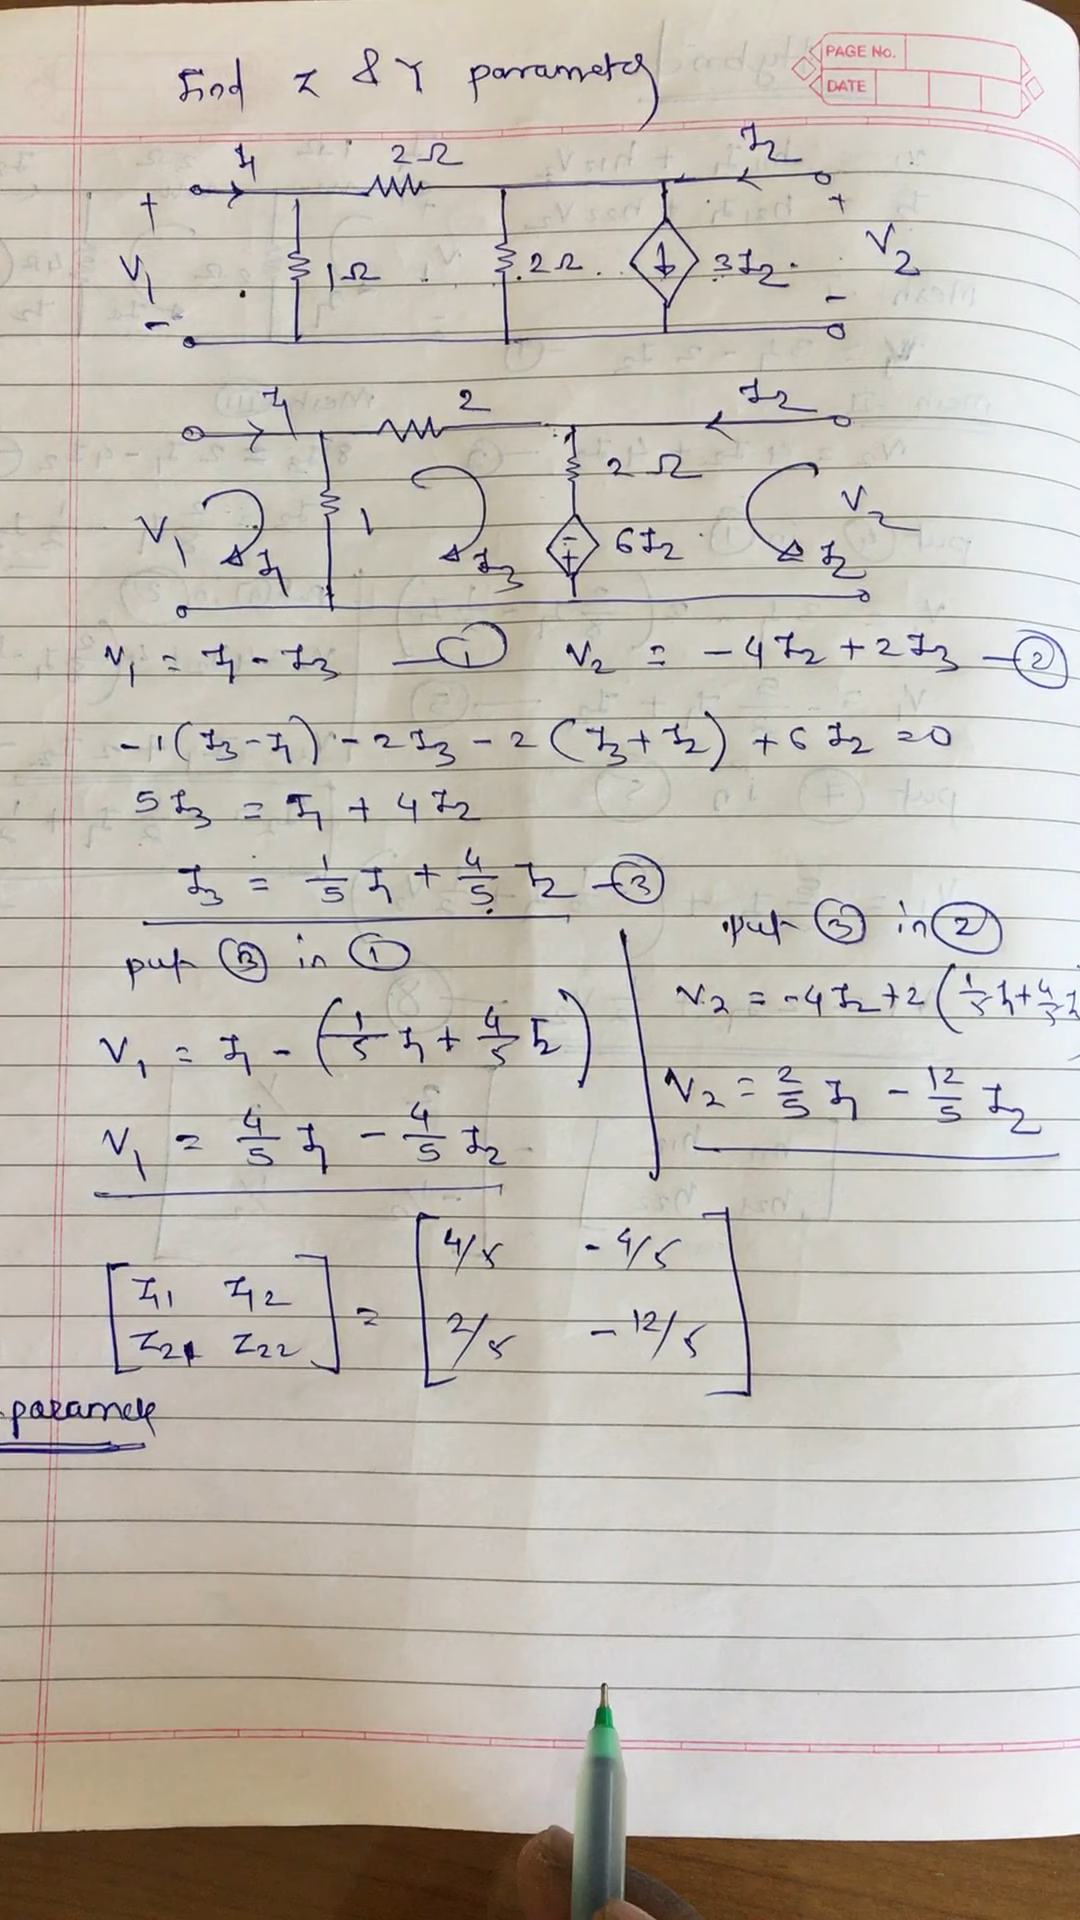 Find Z & Y parameters
PAGE No.
DATE
I1 2Ω I2
+ +
V1 1Ω 2Ω 3I2 V2
- -
I1 2 I2
2Ω
V1 I1 1 I3 - + 6I2 I2 V2
V1 = I1 - I3 — ① V2 = -4I2 + 2I3 — ②
-1(I3 - I1) - 2I3 - 2(I3 + I2) + 6I2 = 0
5I3 = I1 + 4I2
I3 = 1/5 I1 + 4/5 I2 — ③
put ③ in ①
V1 = I1 - (1/5 I1 + 4/5 I2)
V1 = 4/5 I1 - 4/5 I2
put ③ in ②
V2 = -4I2 + 2(1/5 I1 + 4/5 I
V2 = 2/5 I1 - 12/5 I2
[Z11 Z12] = [4/5 -4/5]
[Z21 Z22] [2/5 -12/5]
paramete